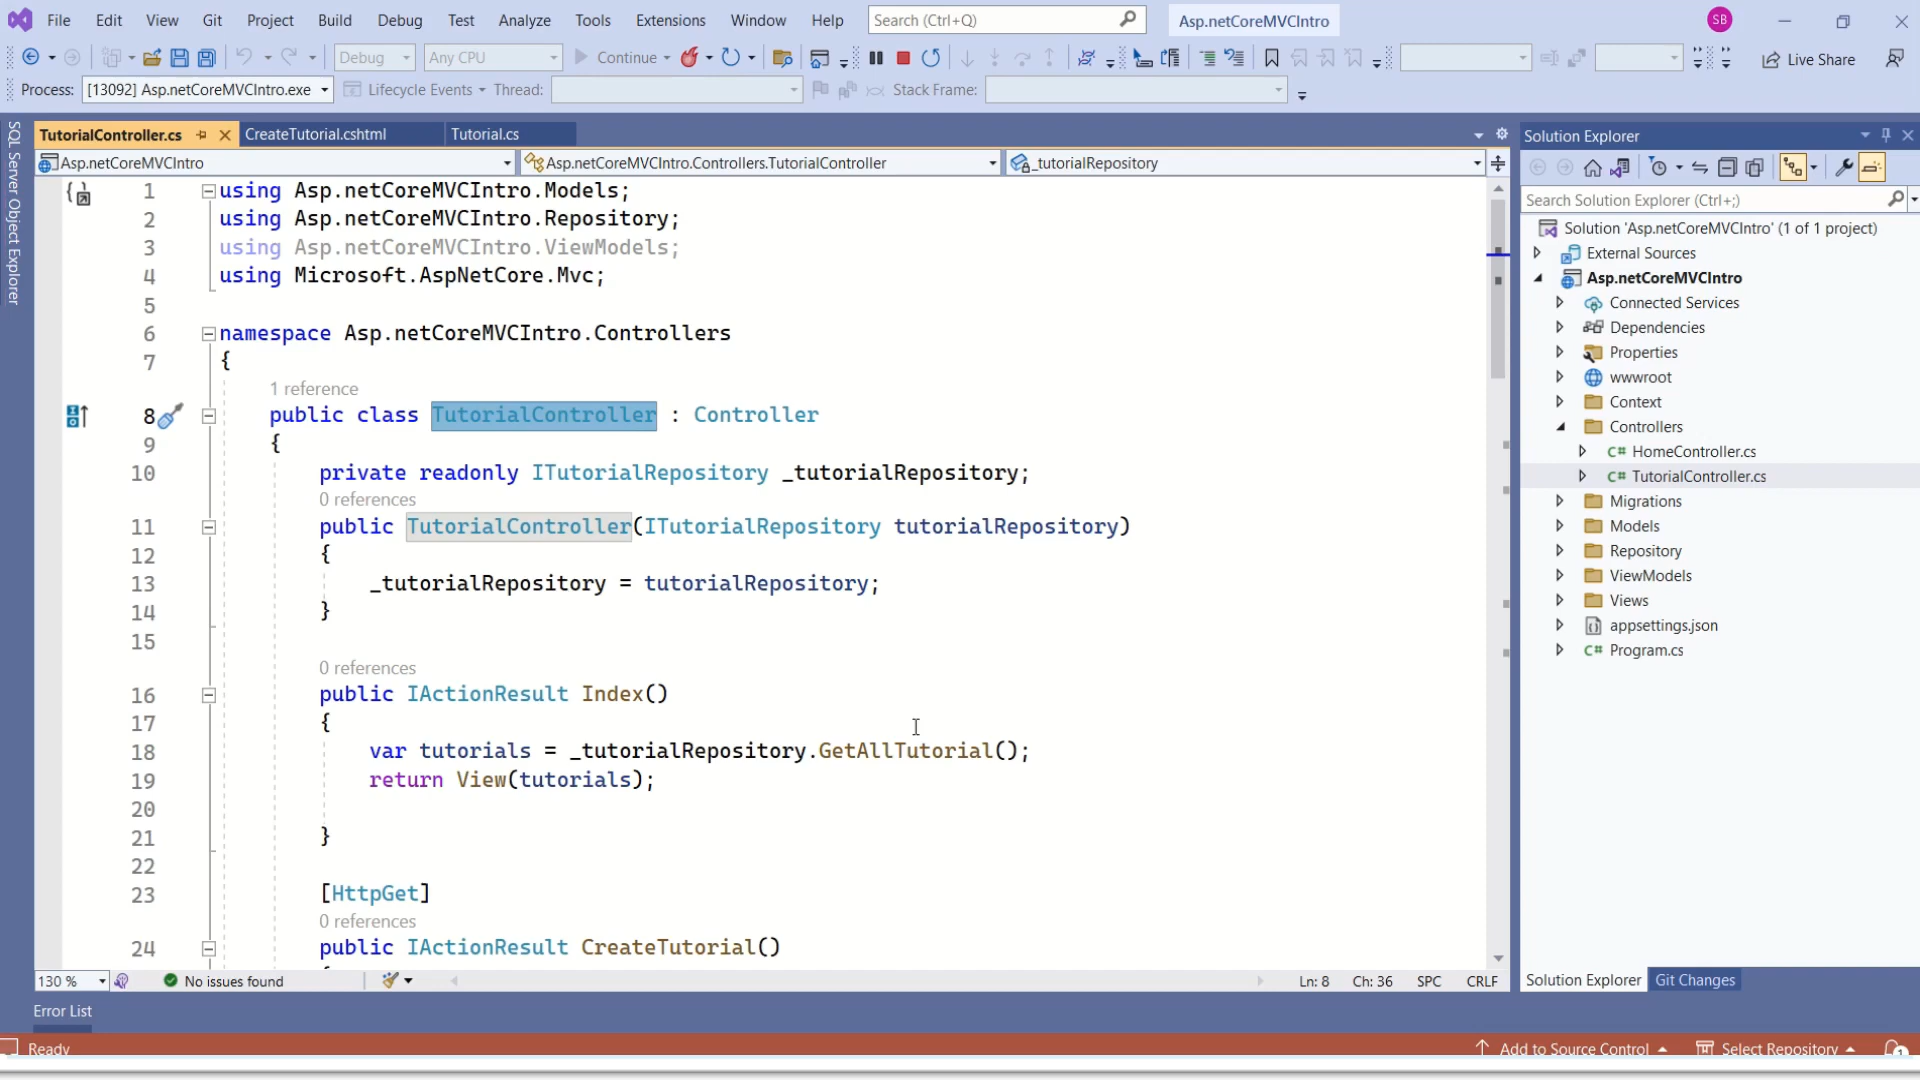 File Edit View Git Project Build Debug Test Analyze Tools Extensions Window Help Search (Ctrl+Q) Asp.netCoreMVCIntro SB
Debug Any CPU Continue Live Share
Process: [13092] Asp.netCoreMVCIntro.exe Lifecycle Events Thread: Stack Frame:
SQL Server Object Explorer
TutorialController.cs CreateTutorial.cshtml Tutorial.cs
Asp.netCoreMVCIntro Asp.netCoreMVCIntro.Controllers.TutorialController _tutorialRepository
1 using Asp.netCoreMVCIntro.Models;
2 using Asp.netCoreMVCIntro.Repository;
3 using Asp.netCoreMVCIntro.ViewModels;
4 using Microsoft.AspNetCore.Mvc;
5
6 namespace Asp.netCoreMVCIntro.Controllers
7 {
1 reference
8 public class TutorialController : Controller
9 {
10 private readonly ITutorialRepository _tutorialRepository;
0 references
11 public TutorialController(ITutorialRepository tutorialRepository)
12 {
13 _tutorialRepository = tutorialRepository;
14 }
15
0 references
16 public IActionResult Index()
17 {
18 var tutorials = _tutorialRepository.GetAllTutorial();
19 return View(tutorials);
20
21 }
22
23 [HttpGet]
0 references
24 public IActionResult CreateTutorial()
130 % No issues found Ln: 8 Ch: 36 SPC CRLF
Error List
Solution Explorer
Search Solution Explorer (Ctrl+;)
Solution 'Asp.netCoreMVCIntro' (1 of 1 project)
External Sources
Asp.netCoreMVCIntro
Connected Services
Dependencies
Properties
wwwroot
Context
Controllers
C# HomeController.cs
C# TutorialController.cs
Migrations
Models
Repository
ViewModels
Views
appsettings.json
C# Program.cs
Solution Explorer Git Changes
Ready Add to Source Control Select Repository 1